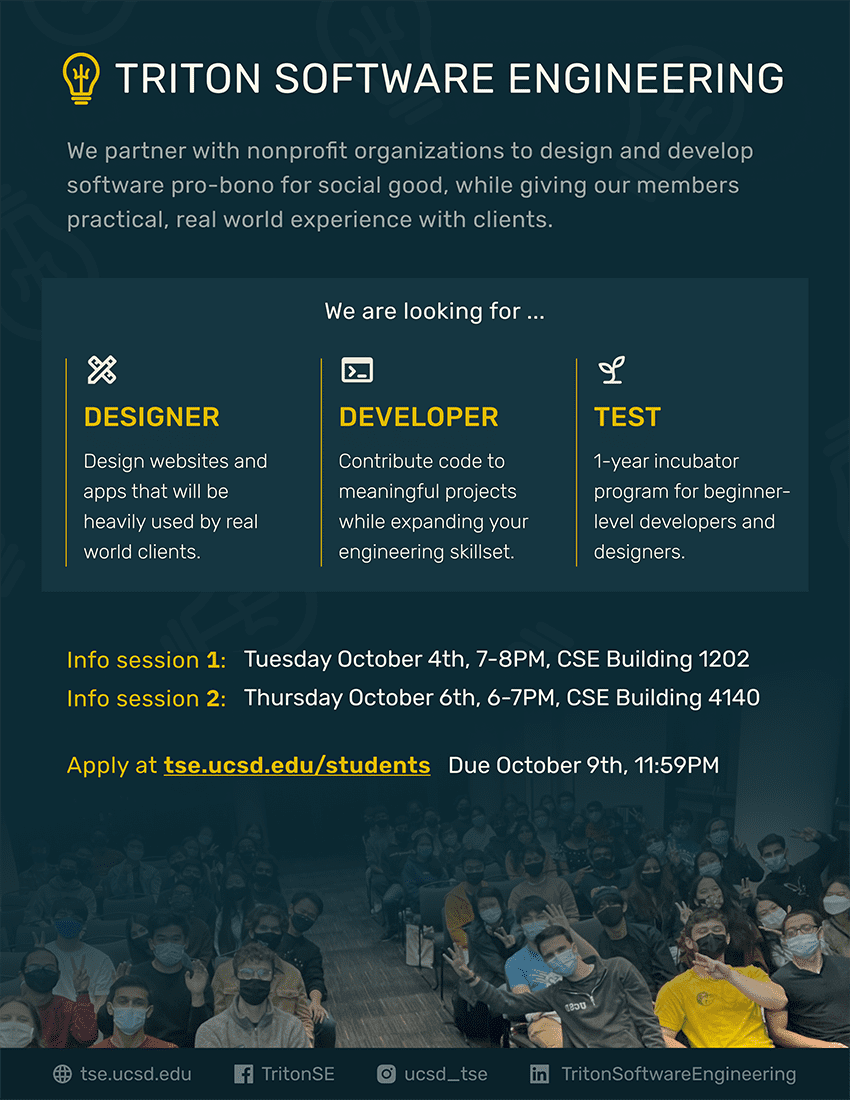 TRITON SOFTWARE ENGINEERING
We partner with nonprofit organizations to design and develop
software pro-bono for social good, while giving our members
practical, real world experience with clients.
We are looking for ...
DESIGNER
Design websites and
apps that will be
heavily used by real
world clients.
DEVELOPER
Contribute code to
meaningful projects
while expanding your
engineering skillset.
TEST
1-year incubator
program for beginner-
level developers and
designers.
Info session 1: Tuesday October 4th, 7-8PM, CSE Building 1202
Info session 2: Thursday October 6th, 6-7PM, CSE Building 4140
Apply at tse.ucsd.edu/students Due October 9th, 11:59PM
UCSD
tse.ucsd.edu TritonSE ucsd_tse TritonSoftwareEngineering